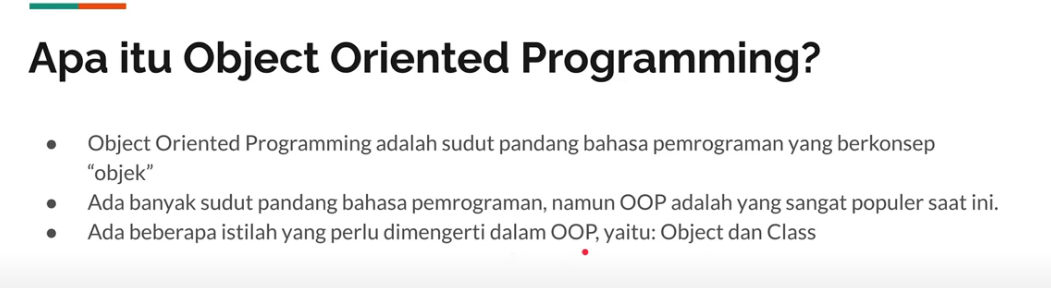 Apa itu Object Oriented Programming?
● Object Oriented Programming adalah sudut pandang bahasa pemrograman yang berkonsep
“objek”
● Ada banyak sudut pandang bahasa pemrograman, namun OOP adalah yang sangat populer saat ini.
● Ada beberapa istilah yang perlu dimengerti dalam OOP, yaitu: Object dan Class